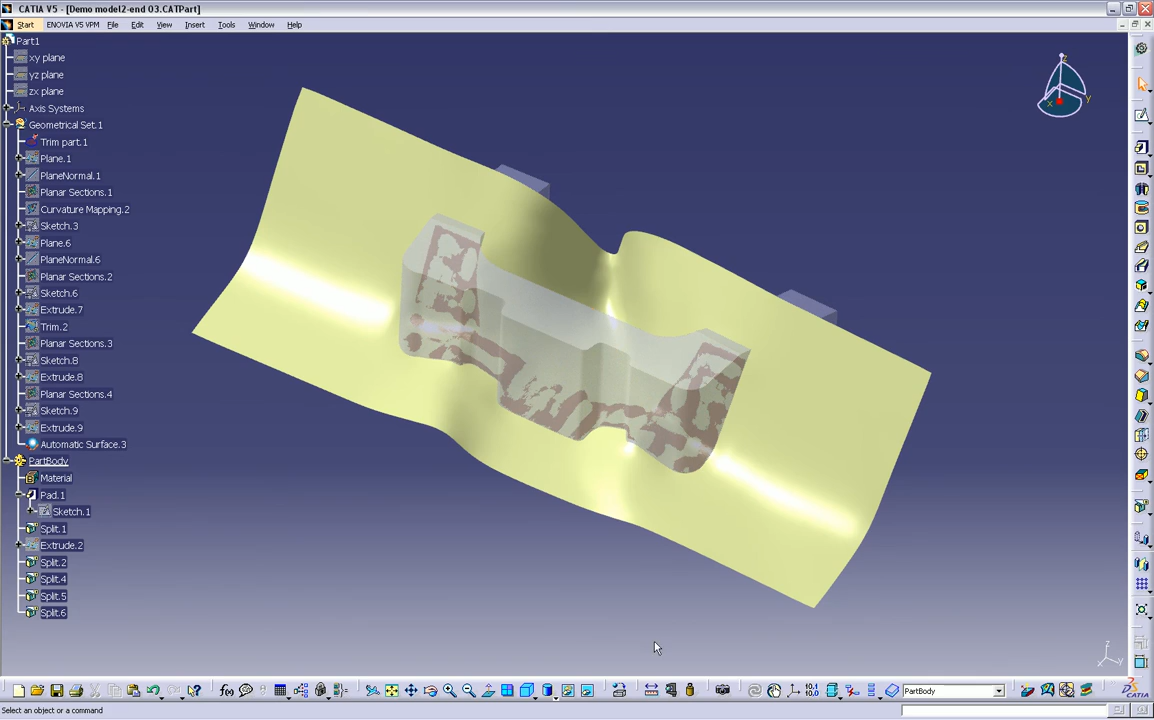 CATIA V5 - [Demo model2-end 03.CATPart]
Start ENOVIA V5 VPM File Edit View Insert Tools Window Help
Part1
xy plane
yz plane
zx plane
Axis Systems
Geometrical Set.1
Trim part.1
Plane.1
PlaneNormal.1
Planar Sections.1
Curvature Mapping.2
Sketch.3
Plane.6
PlaneNormal.6
Planar Sections.2
Sketch.6
Extrude.7
Trim.2
Planar Sections.3
Sketch.8
Extrude.8
Planar Sections.4
Sketch.9
Extrude.9
Automatic Surface.3
PartBody
Material
Pad.1
Sketch.1
Split.1
Extrude.2
Split.2
Split.4
Split.5
Split.6
z
x y
z
x y
f(x)
10.1
PartBody
CATIA
Select an object or a command